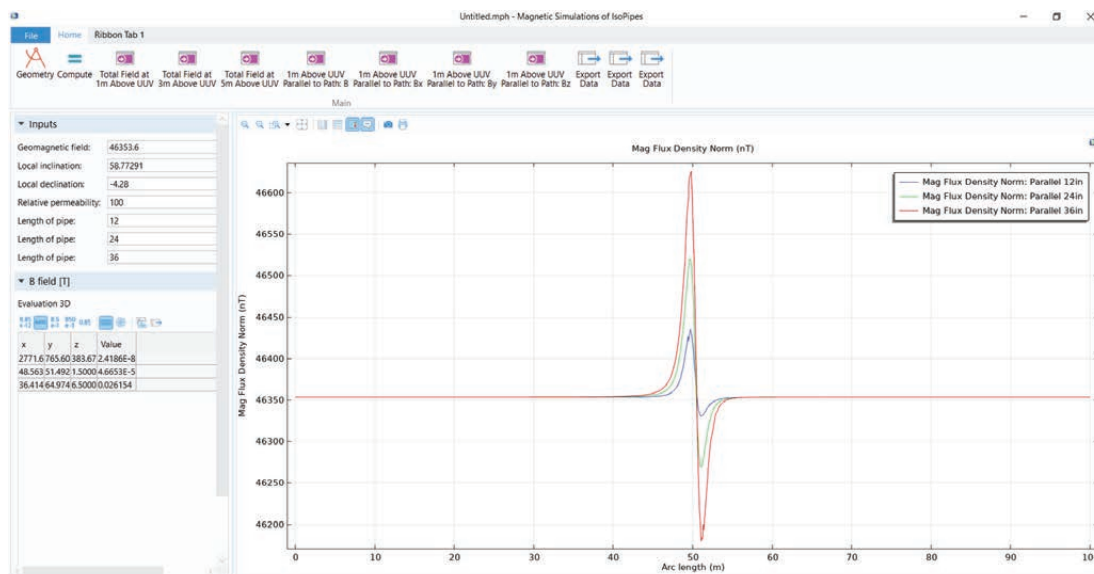 Untitled.mph - Magnetic Simulations of IsoPipes
File Home Ribbon Tab 1
Geometry Compute Total Field at 1m Above UUV Total Field at 3m Above UUV Total Field at 5m Above UUV 1m Above UUV Parallel to Path: B 1m Above UUV Parallel to Path: Bx 1m Above UUV Parallel to Path: By 1m Above UUV Parallel to Path: Bz Export Data Export Data Export Data
Main
Inputs
Geomagnetic field: 46353.6
Local inclination: 58.77291
Local declination: -4.28
Relative permeability: 100
Length of pipe: 12
Length of pipe: 24
Length of pipe: 36
B field [T]
Evaluation 3D
x y z Value
2771.6 765.60 383.67 2.4186E-8
48.563 51.492 1.5000 4.6653E-5
36.414 64.974 6.5000 0.026154
Mag Flux Density Norm (nT)
Mag Flux Density Norm: Parallel 12in
Mag Flux Density Norm: Parallel 24in
Mag Flux Density Norm: Parallel 36in
Mag Flux Density Norm (nT)
46600
46550
46500
46450
46400
46350
46300
46250
46200
0 10 20 30 40 50 60 70 80 90
Arc length (m)